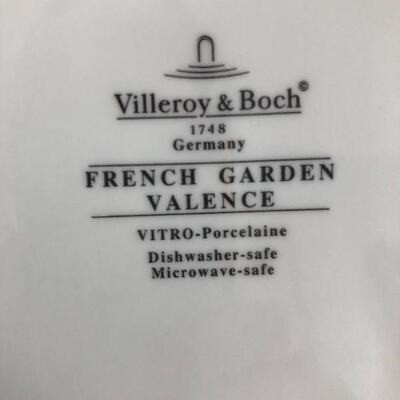 Villeroy & Boch©
1748
Germany
FRENCH GARDEN
VALENCE
VITRO-Porcelaine
Dishwasher-safe
Microwave-safe